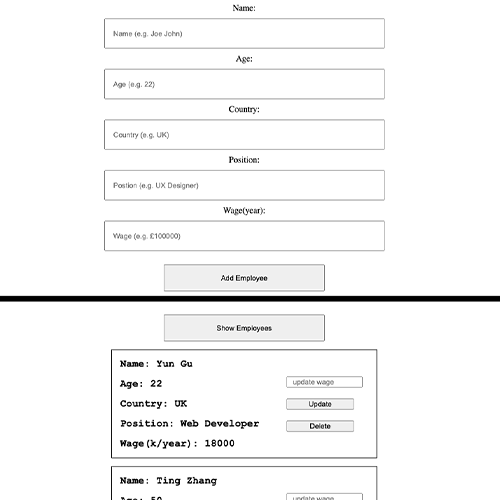 Name:
Name (e.g. Joe John)
Age:
Age (e.g. 22)
Country:
Country (e.g. UK)
Position:
Postion (e.g. UX Designer)
Wage(year):
Wage (e.g. £100000)
Add Employee
Show Employees
Name: Yun Gu
Age: 22
update wage
Country: UK
Update
Position: Web Developer
Delete
Wage(k/year): 18000
Name: Ting Zhang
Age: 50
update wage